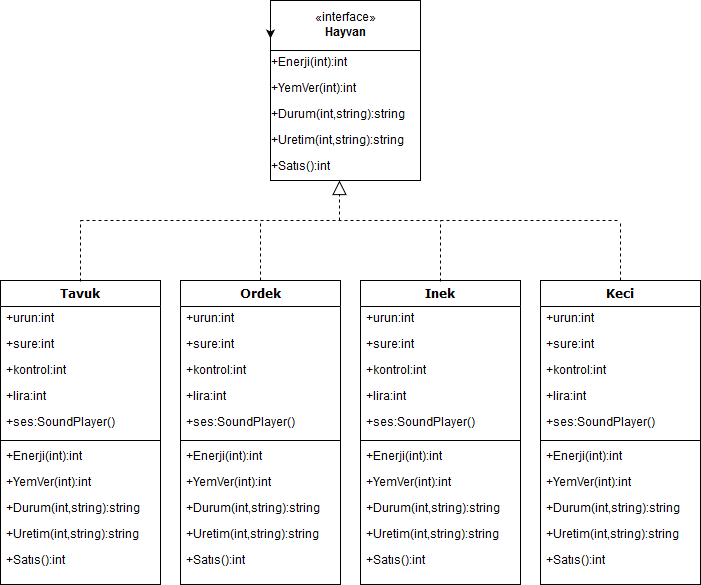 «interface»
Hayvan
+Enerji(int):int
+YemVer(int):int
+Durum(int,string):string
+Uretim(int,string):string
+Satıs():int
Tavuk
+urun:int
+sure:int
+kontrol:int
+lira:int
+ses:SoundPlayer()
+Enerji(int):int
+YemVer(int):int
+Durum(int,string):string
+Uretim(int,string):string
+Satıs():int
Ordek
+urun:int
+sure:int
+kontrol:int
+lira:int
+ses:SoundPlayer()
+Enerji(int):int
+YemVer(int):int
+Durum(int,string):string
+Uretim(int,string):string
+Satıs():int
Inek
+urun:int
+sure:int
+kontrol:int
+lira:int
+ses:SoundPlayer()
+Enerji(int):int
+YemVer(int):int
+Durum(int,string):string
+Uretim(int,string):string
+Satıs():int
Keci
+urun:int
+sure:int
+kontrol:int
+lira:int
+ses:SoundPlayer()
+Enerji(int):int
+YemVer(int):int
+Durum(int,string):string
+Uretim(int,string):string
+Satıs():int